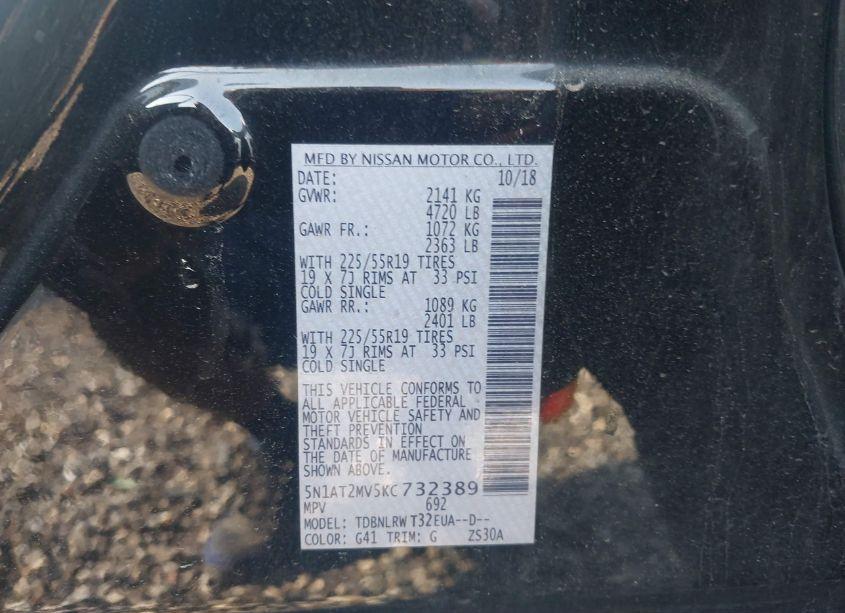 MFD BY NISSAN MOTOR CO., LTD.
DATE: 10/18
GVWR: 2141 KG
4720 LB
GAWR FR.: 1072 KG
2363 LB
WITH 225/55R19 TIRES
19 X 7J RIMS AT 33 PSI
COLD SINGLE
GAWR RR.: 1089 KG
2401 LB
WITH 225/55R19 TIRES
19 X 7J RIMS AT 33 PSI
COLD SINGLE
THIS VEHICLE CONFORMS TO
ALL APPLICABLE FEDERAL
MOTOR VEHICLE SAFETY AND
THEFT PREVENTION
STANDARDS IN EFFECT ON
THE DATE OF MANUFACTURE
SHOWN ABOVE.
5N1AT2MV5KC732389
MPV 692
MODEL: TDBNLRW T32EUA--D--
COLOR: G41 TRIM: G ZS30A